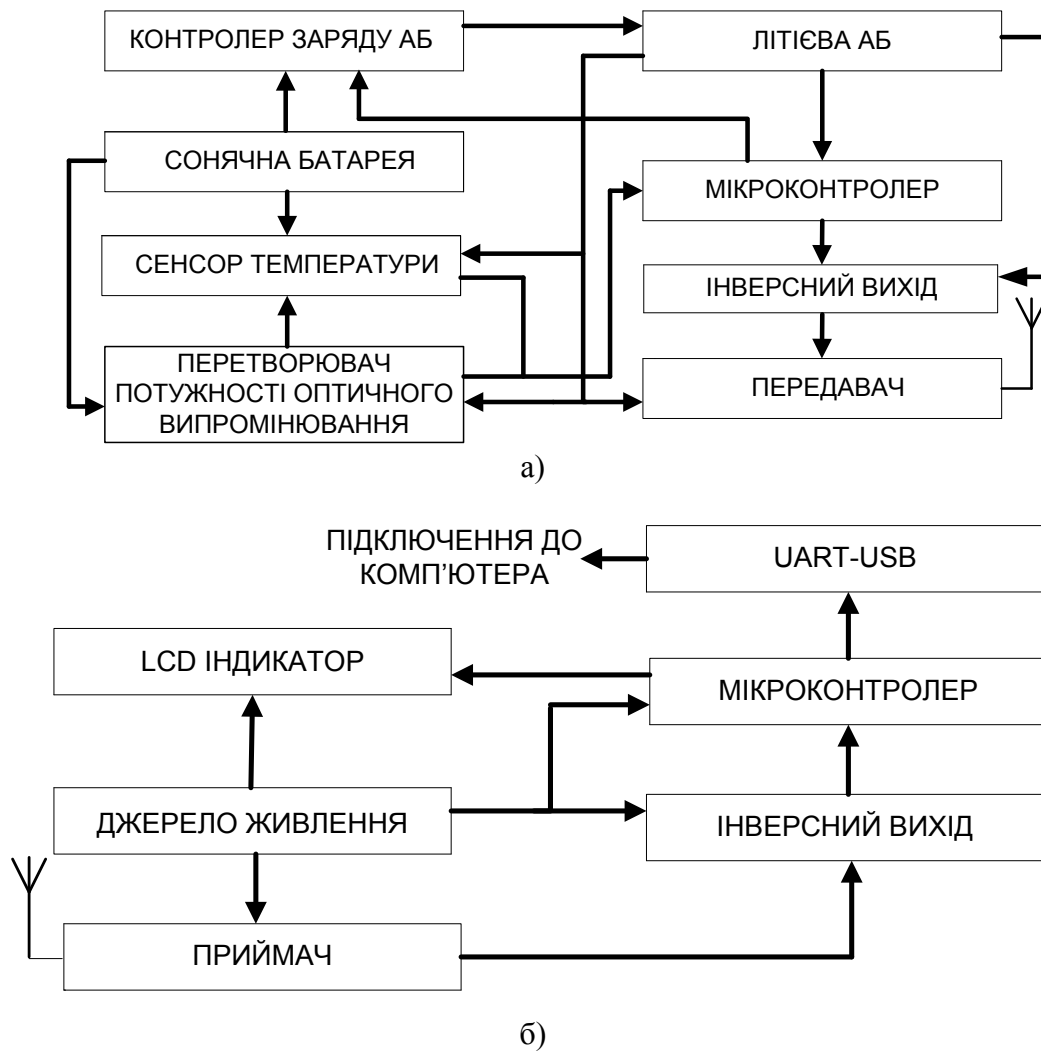 КОНТРОЛЕР ЗАРЯДУ АБ
ЛІТІЄВА АБ
СОНЯЧНА БАТАРЕЯ
МІКРОКОНТРОЛЕР
СЕНСОР ТЕМПЕРАТУРИ
ІНВЕРСНИЙ ВИХІД
ПЕРЕТВОРЮВАЧ
ПОТУЖНОСТІ ОПТИЧНОГО
ВИПРОМІНЮВАННЯ
ПЕРЕДАВАЧ
а)
ПІДКЛЮЧЕННЯ ДО
КОМП'ЮТЕРА
UART-USB
LCD ІНДИКАТОР
МІКРОКОНТРОЛЕР
ДЖЕРЕЛО ЖИВЛЕННЯ
ІНВЕРСНИЙ ВИХІД
ПРИЙМАЧ
б)